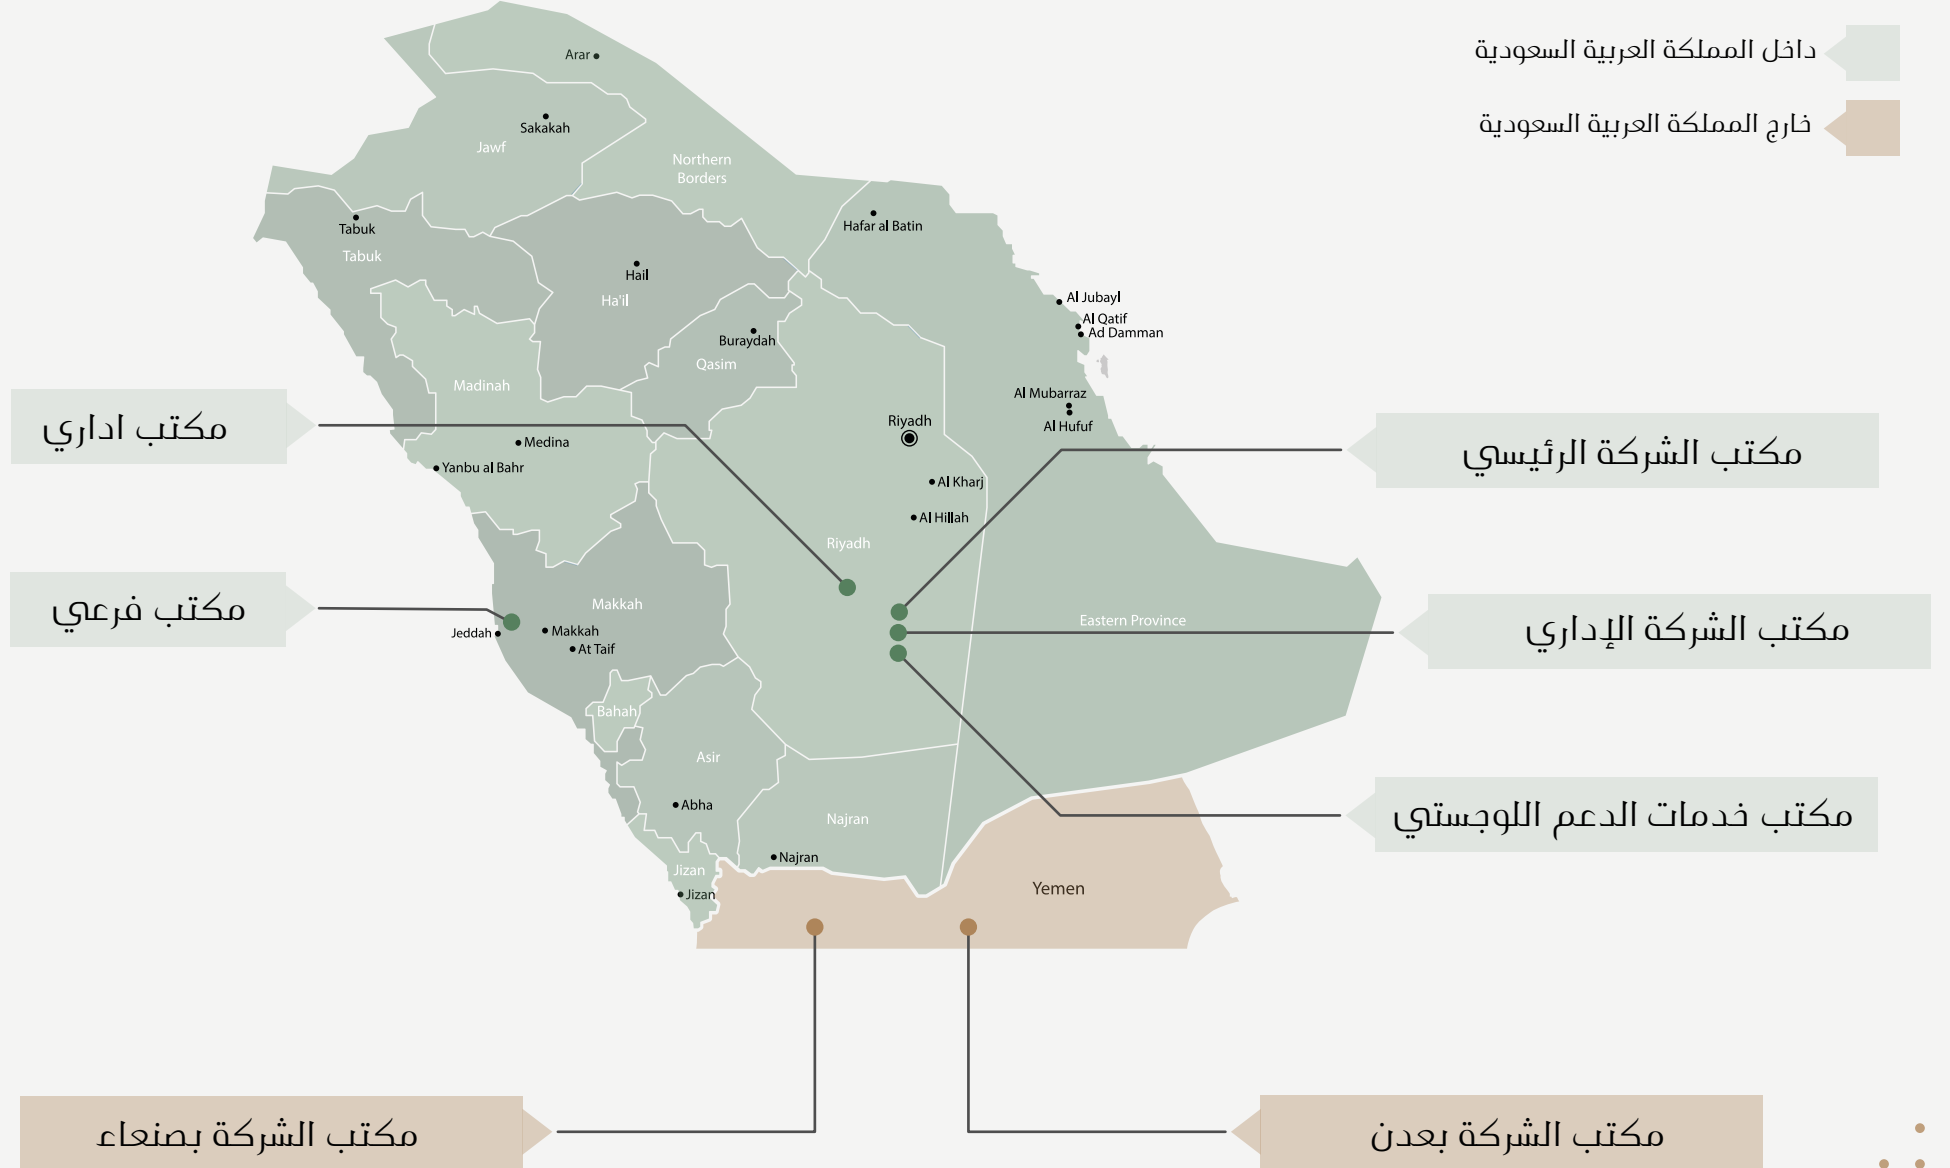 داخل المملكة العربية السعودية
خارج المملكة العربية السعودية
Arar
Sakakah
Jawf
Northern
Borders
Tabuk
Tabuk
Hafar al Batin
Hail
Ha'il
Al Jubayl
Al Qatif
Ad Damman
Buraydah
Qasim
Madinah
Al Mubarraz
Al Hufuf
Riyadh
Medina
Yanbu al Bahr
مكتب اداري
مكتب الشركة الرئيسي
Al Kharj
Al Hillah
Riyadh
Makkah
Eastern Province
مكتب فرعي
مكتب الشركة الإداري
Jeddah
Makkah
At Taif
Bahah
Asir
Abha
Najran
مكتب خدمات الدعم اللوجستي
Najran
Jizan
Jizan
Yemen
مكتب الشركة بعدن
مكتب الشركة بصنعاء